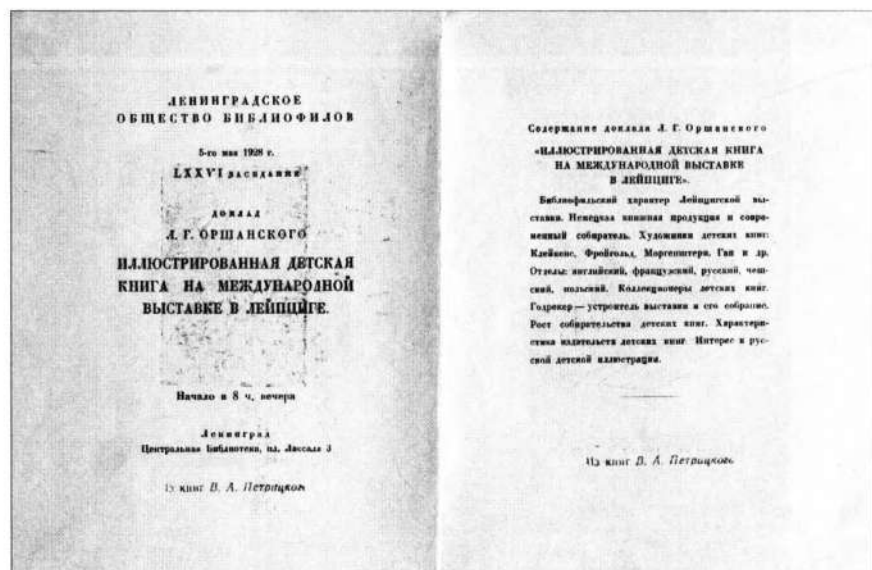 ЛЕНИНГРАДСКОЕ
ОБЩЕСТВО БИБЛИОФИЛОВ
5-го мая 1928 г.
LXXVI ЗАСЕДАНИЕ
ДОКЛАД
Л. Г. ОРШАНСКОГО
ИЛЛЮСТРИРОВАННАЯ ДЕТСКАЯ
КНИГА НА МЕЖДУНАРОДНОЙ
ВЫСТАВКЕ В ЛЕЙПЦИГЕ.
Начало в 8 ч. вечера
Ленинград
Центральная Библиотека, пл. Лассаля 3
Из книг В. А. Петрицкого
Содержание доклада Л. Г. Оршанского
«ИЛЛЮСТРИРОВАННАЯ ДЕТСКАЯ КНИГА
НА МЕЖДУНАРОДНОЙ ВЫСТАВКЕ
В ЛЕЙПЦИГЕ».
Библиофильский характер Лейпцигской вы-
ставки. Немецкая книжная продукция и совре-
менный собиратель. Художники детских книг:
Клейкенс, Фрейгольд, Моргенштерн, Ган и др.
Отделы: английский, французский, русский, чеш-
ский, польский. Коллекционеры детских книг.
Годрекер — устроитель выставки и его собрание.
Рост собирательства детских книг. Характери-
стика издательств детских книг. Интерес к рус-
ской детской иллюстрации.
Из книг В. А. Петрицкого